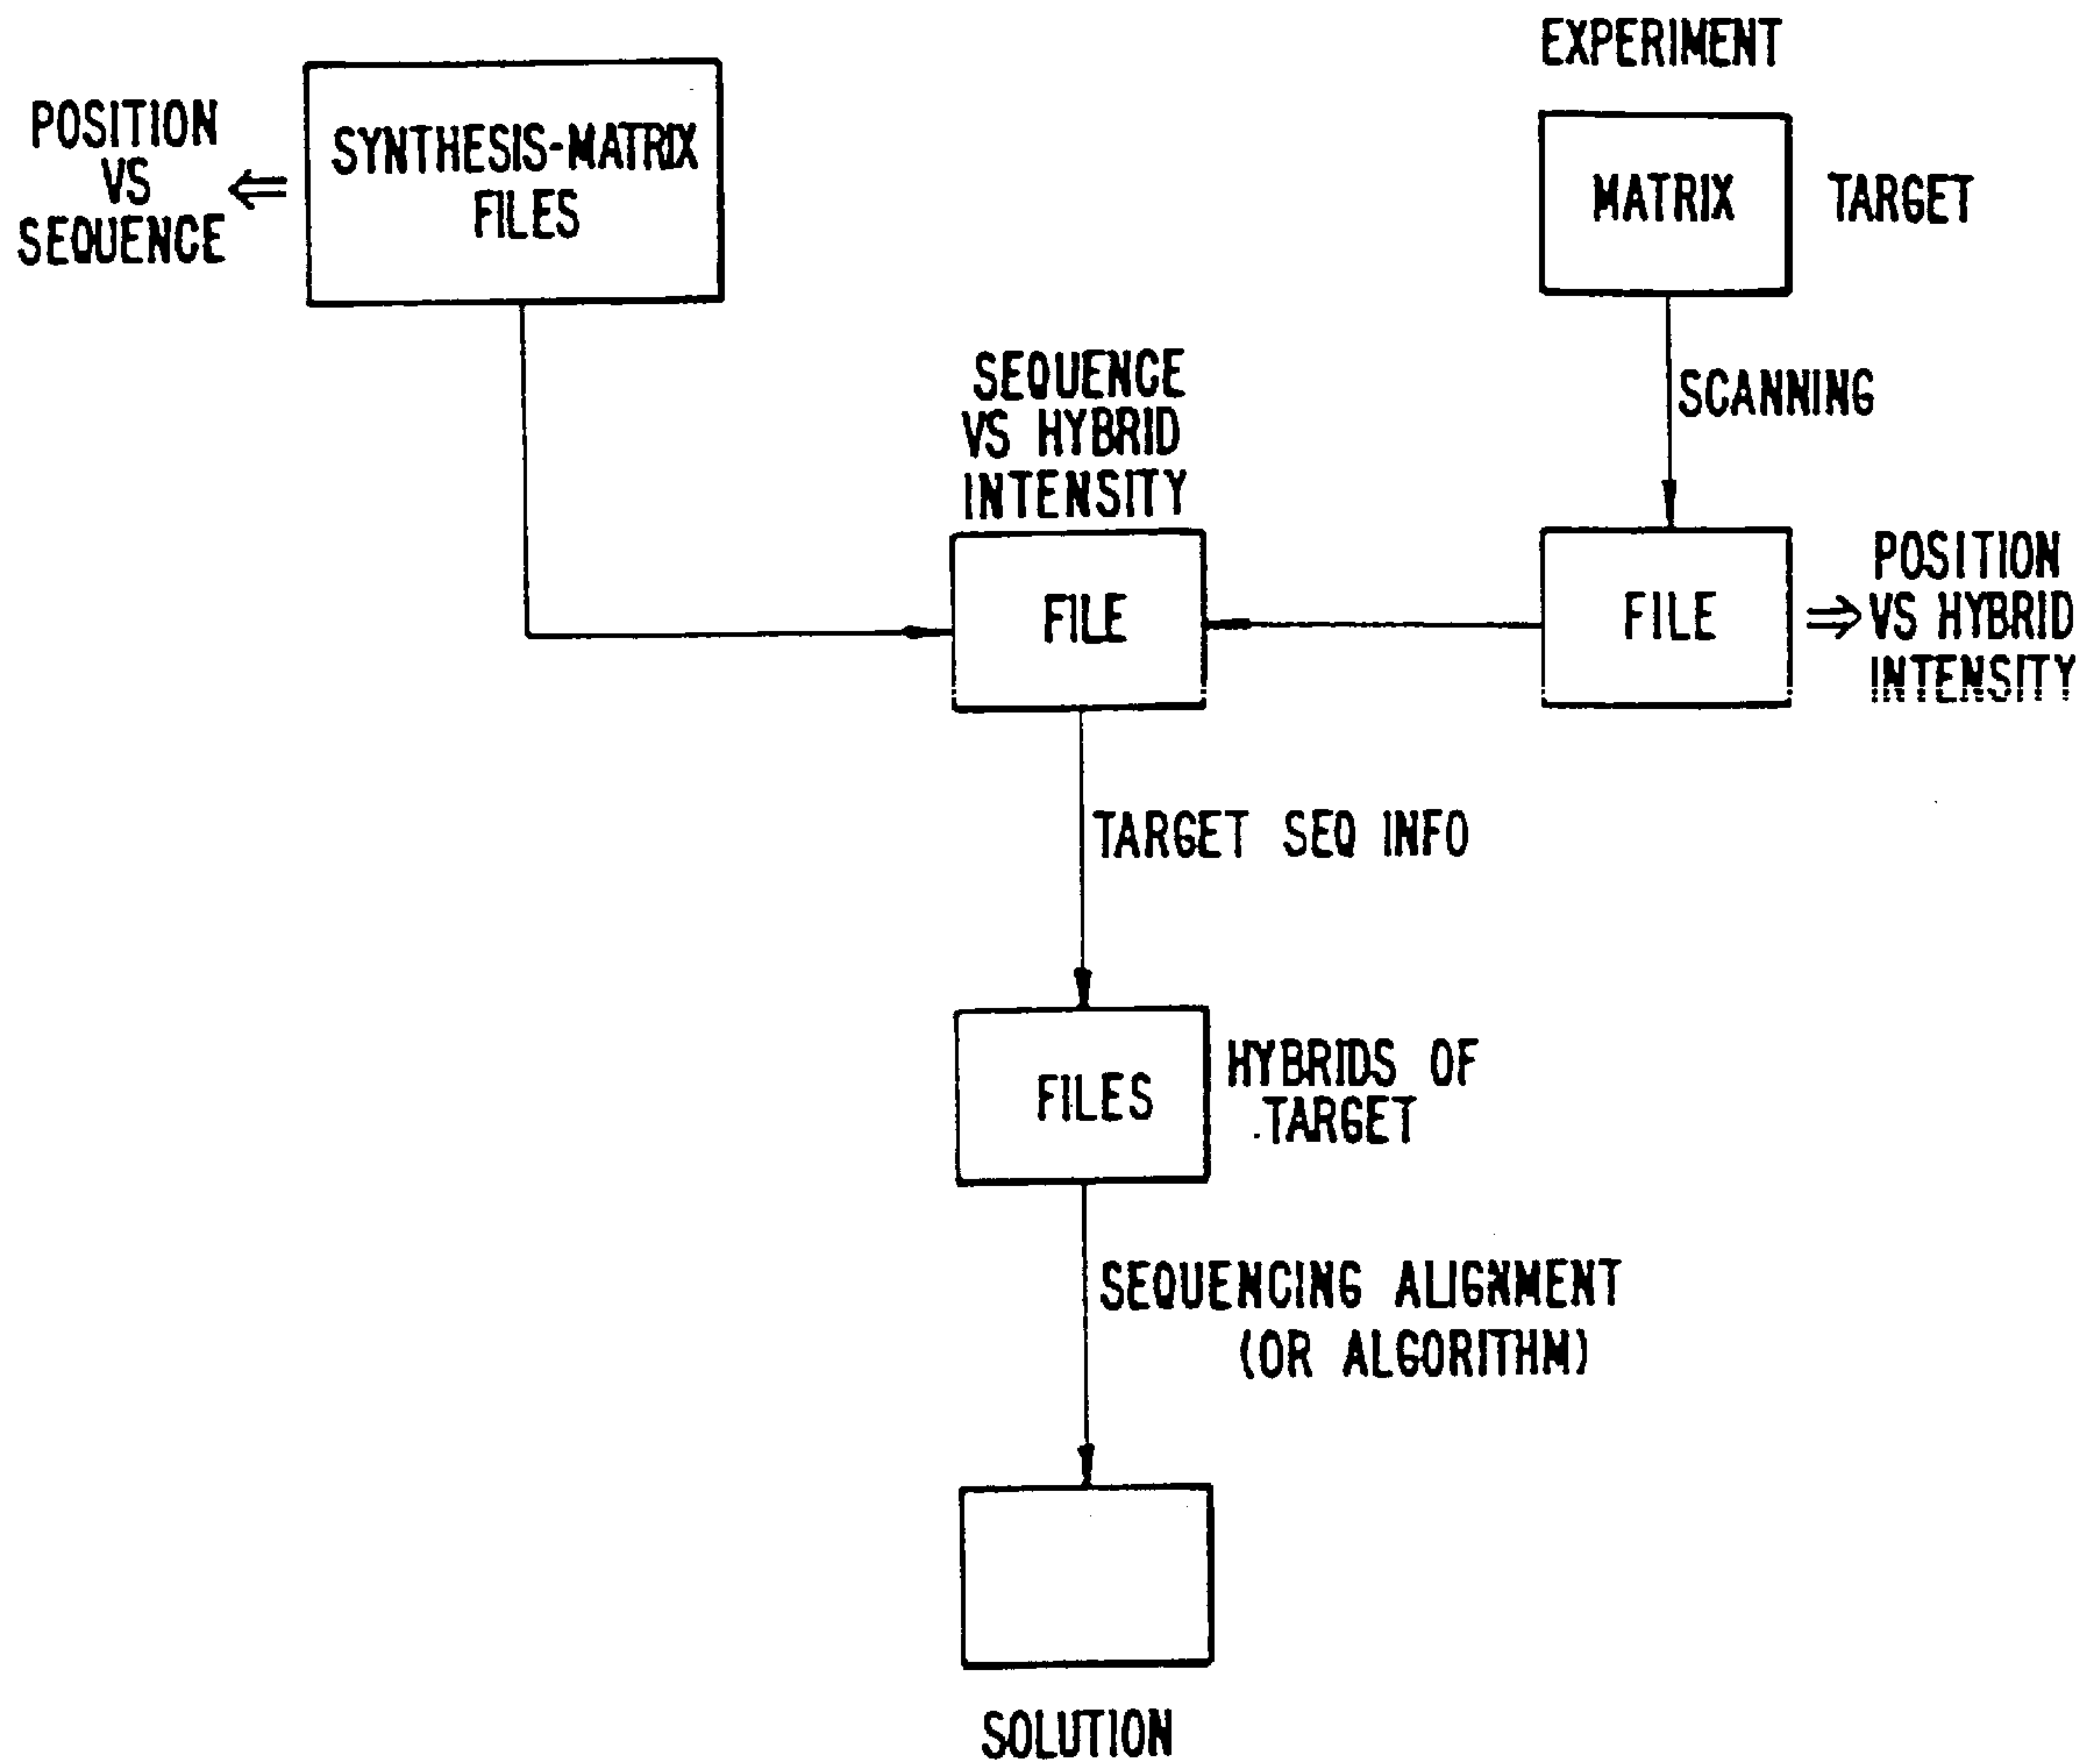 EXPERIMENT
POSITION
VS
SEQUENCE
SYNTHESIS-MATRIX
FILES
MATRIX
TARGET
SEQUENCE
VS HYBRID
INTENSITY
SCANNING
FILE
FILE
POSITION
VS HYBRID
INTENSITY
TARGET SEQ INFO
FILES
HYBRIDS OF
TARGET
SEQUENCING ALIGNMENT
(OR ALGORITHM)
SOLUTION